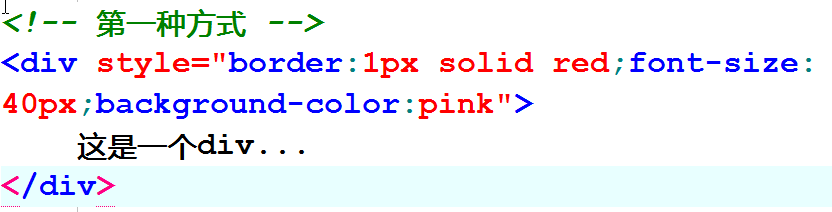 <!-- 第一种方式 -->
<div style="border:1px solid red;font-size:
40px;background-color:pink">
这是一个div...
</div>